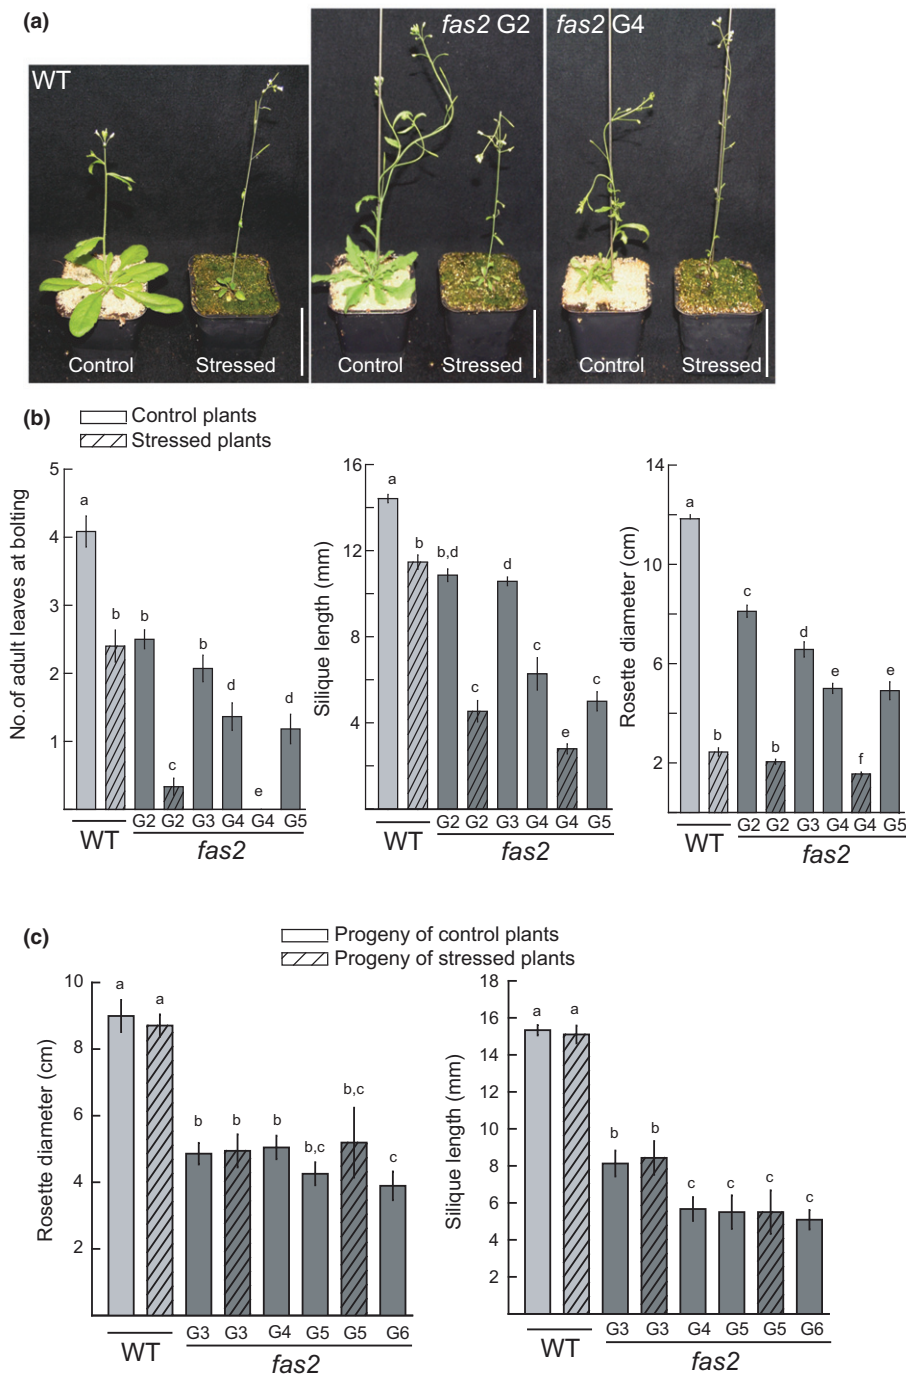 (a)
WT
fas2 G2
fas2 G4
Control
Stressed
Control
Stressed
Control
Stressed
(b)
Control plants
Stressed plants
No.of adult leaves at bolting
5
4
3
2
1
a
b
b
c
b
d
e
d
G2 G2 G3 G4 G4 G5
WT
fas2
Silique length (mm)
16
12
8
4
a
b
b,d
c
d
c
e
c
G2 G2 G3 G4 G4 G5
WT
fas2
Rosette diameter (cm)
14
10
6
2
a
b
c
b
d
e
f
e
G2 G2 G3 G4 G4 G5
WT
fas2
(c)
Progeny of control plants
Progeny of stressed plants
Rosette diameter (cm)
10
8
6
4
2
a
a
b
b
b
b,c
b,c
c
G3 G3 G4 G5 G5 G6
WT
fas2
Silique length (mm)
18
16
14
12
10
8
6
4
2
a
a
b
b
c
c
c
c
G3 G3 G4 G5 G5 G6
WT
fas2